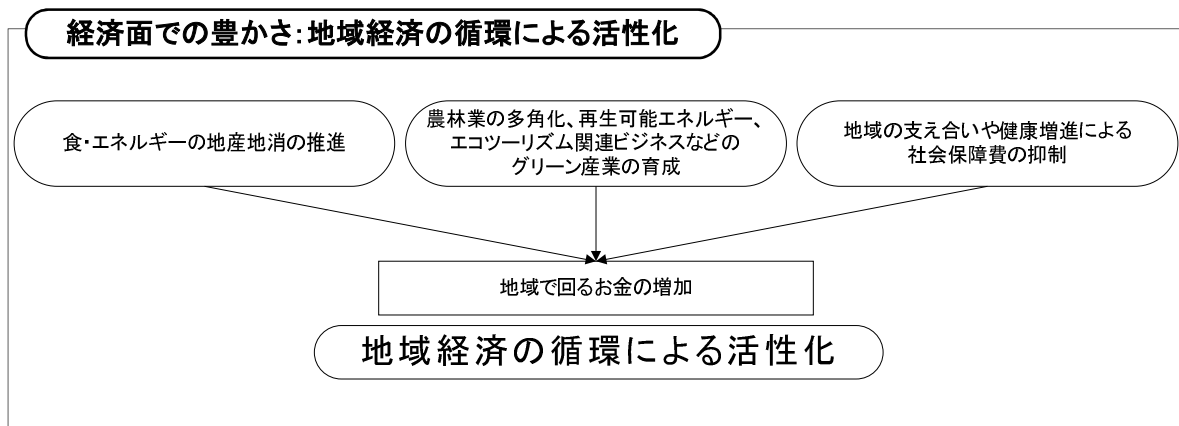 経済面での豊かさ:地域経済の循環による活性化
食・エネルギーの地産地消の推進
農林業の多角化、再生可能エネルギー、
エコツーリズム関連ビジネスなどの
グリーン産業の育成
地域の支え合いや健康増進による
社会保障費の抑制
地域で回るお金の増加
地域経済の循環による活性化